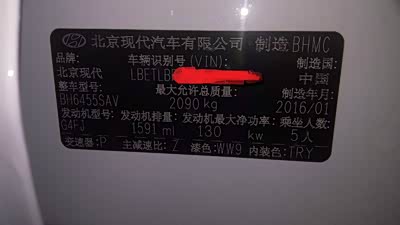 北京现代汽车有限公司 制造 BHMC
品牌: 车辆识别号(VIN): 制造国:
北京现代 LBETLB 中国
整车型号: 最大允许总质量: 制造年月:
BH6455SAV 2090 kg 2016/01
发动机型号: 发动机排量: 发动机最大净功率: 乘坐人数:
G4FJ 1591 ml 130 kw 5人
变速器: P 主减速比: Z 漆色: WW9 内装色: TRY